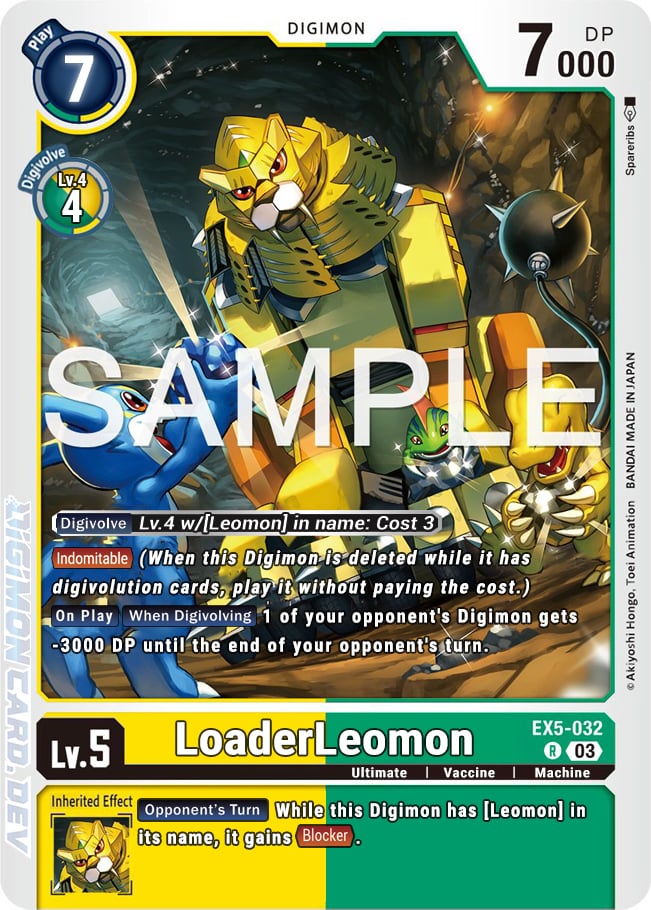 DIGIMON
Play
7
7000
DP
Digivolve
Lv.4
4
Spareribs
SAMPLE
Digivolve Lv.4 w/[Leomon] in name: Cost 3
Indomitable (When this Digimon is deleted while it has
digivolution cards, play it without paying the cost.)
On Play When Digivolving 1 of your opponent's Digimon gets
-3000 DP until the end of your opponent's turn.
© Akiyoshi Hongo, Toei Animation BANDAI MADE IN JAPAN
DIGIMONCARD.DEV
Lv.5
LoaderLeomon
EX5-032
R 03
Ultimate | Vaccine | Machine
Inherited Effect
Opponent's Turn While this Digimon has [Leomon] in
its name, it gains Blocker.